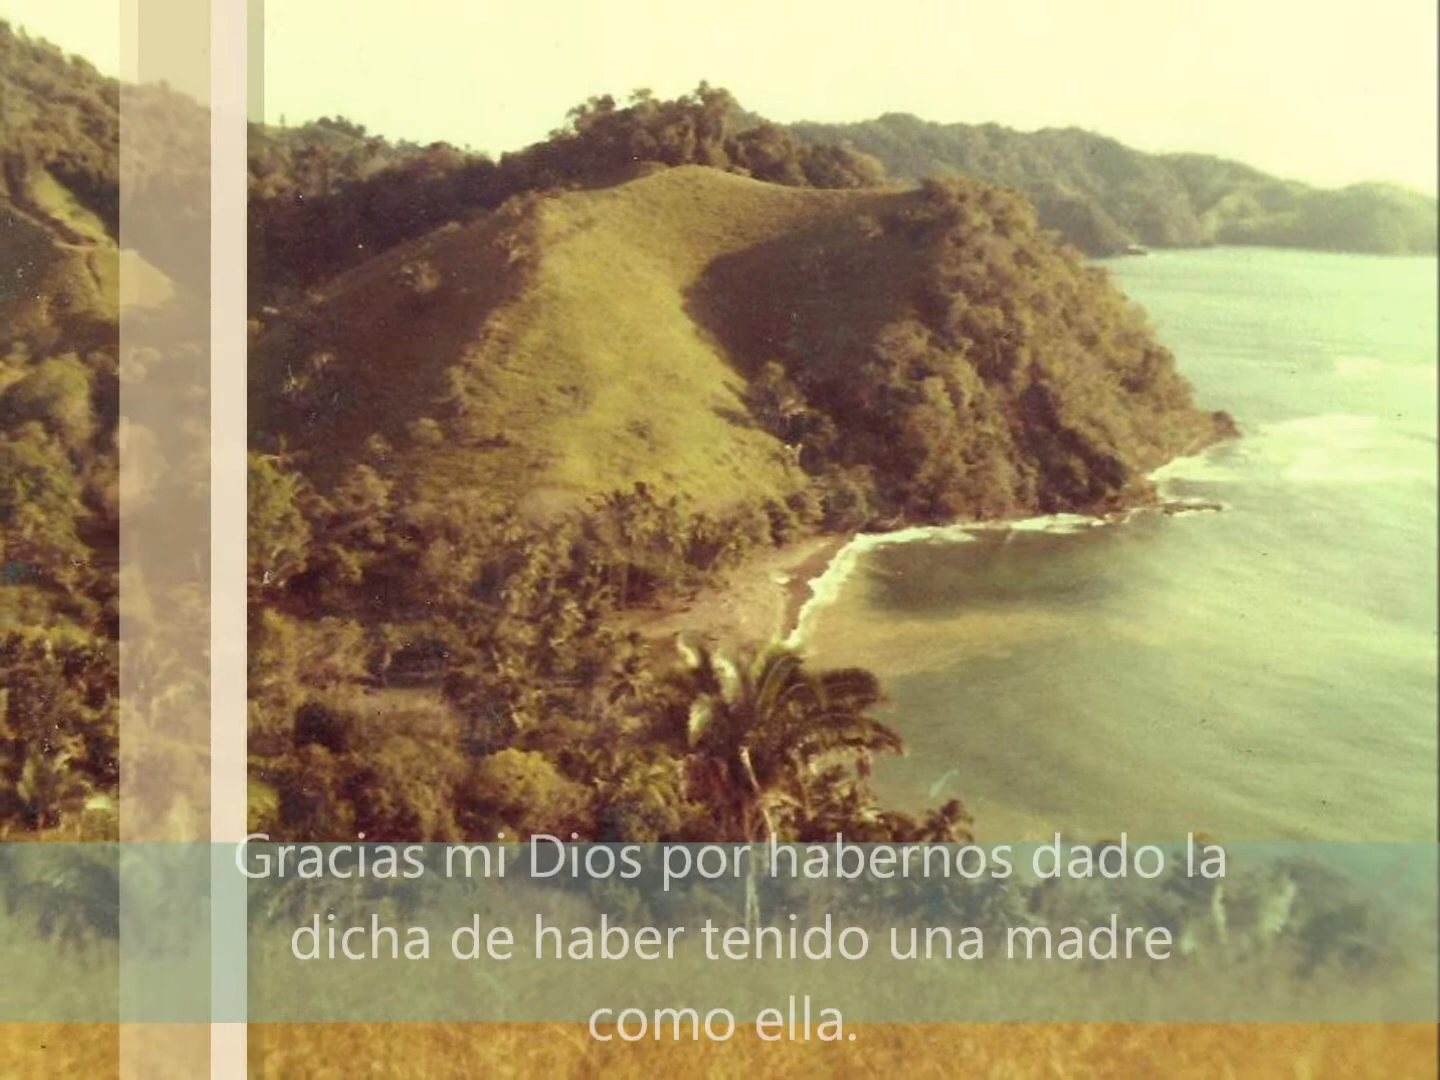 Gracias mi Dios por habernos dado la
dicha de haber tenido una madre
como ella.